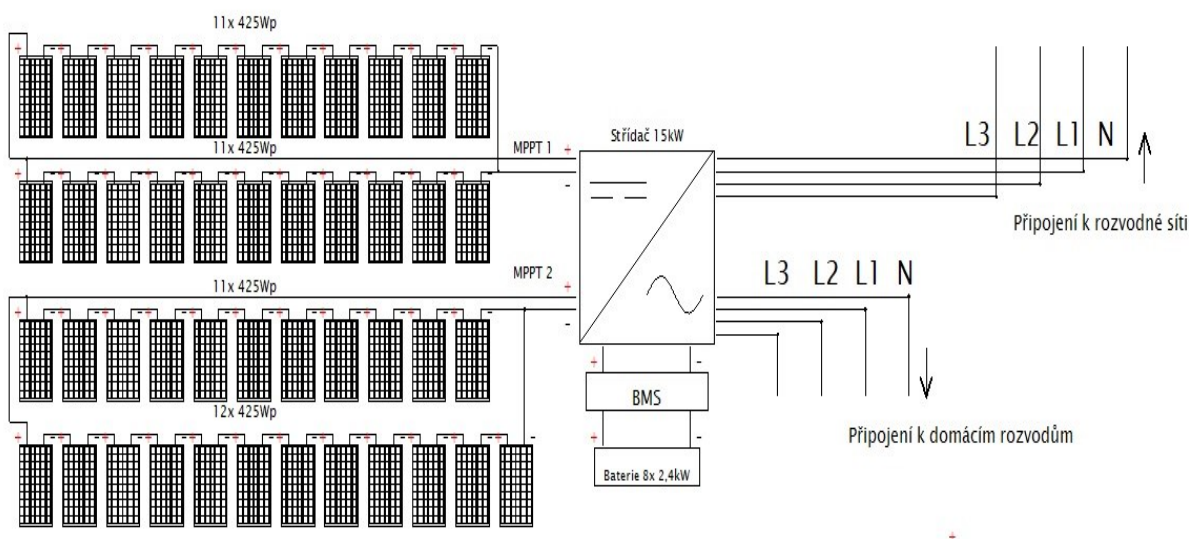 11x 425Wp
11x 425Wp
MPPT 1
+
-
Střídač 15kW
L3 L2 L1 N
Připojení k rozvodné síti
11x 425Wp
MPPT 2
+
-
L3 L2 L1 N
12x 425Wp
+ -
BMS
+ -
Baterie 8x 2,4kW
Připojení k domácím rozvodům
+